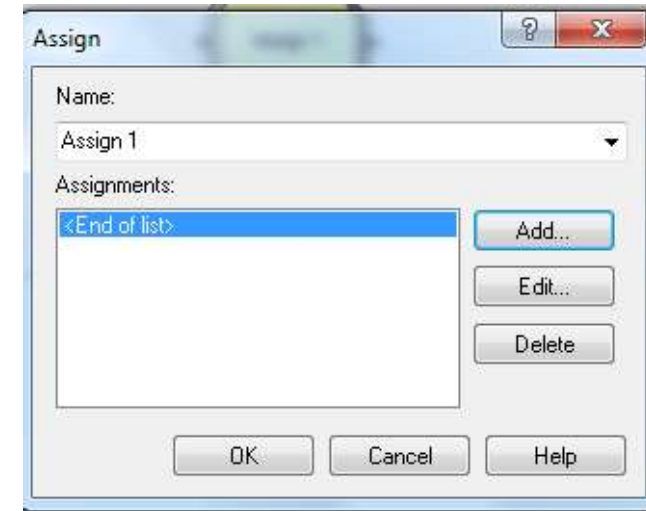 Assign
Name:
Assign 1
Assignments:
<End of list>
Add...
Edit...
Delete
OK
Cancel
Help